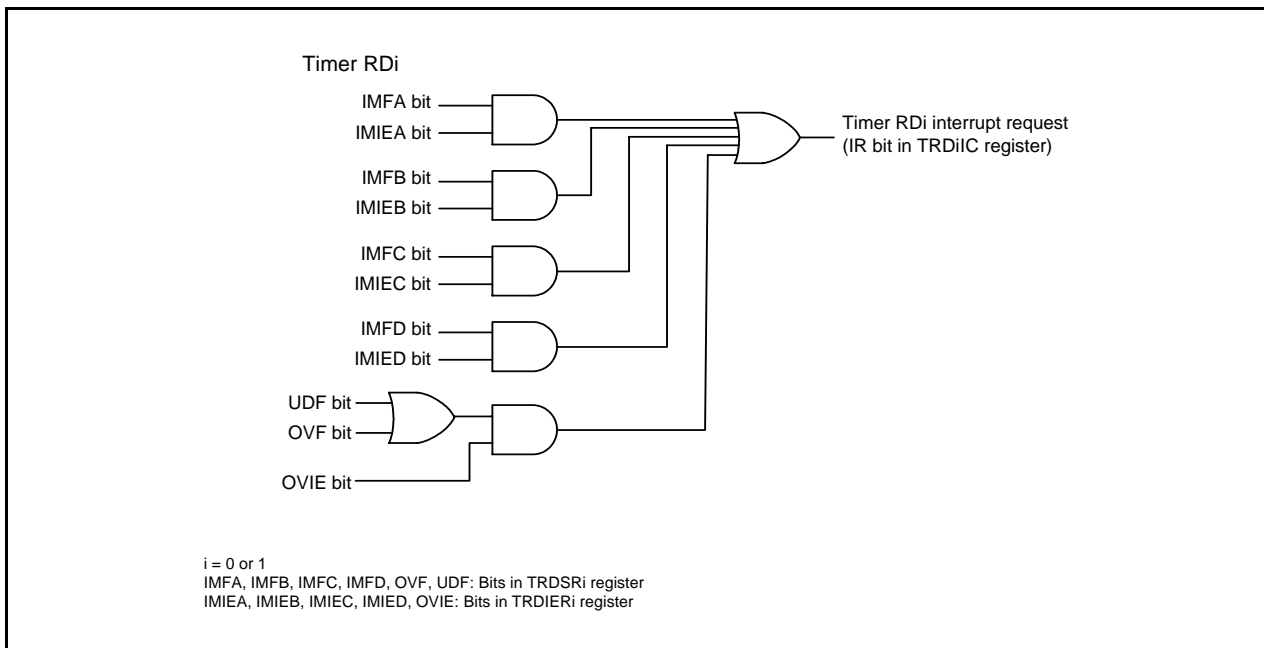 Timer RDi
IMFA bit
IMIEA bit
Timer RDi interrupt request
(IR bit in TRDiIC register)
IMFB bit
IMIEB bit
IMFC bit
IMIEC bit
IMFD bit
IMIED bit
UDF bit
OVF bit
OVIE bit
i = 0 or 1
IMFA, IMFB, IMFC, IMFD, OVF, UDF: Bits in TRDSRi register
IMIEA, IMIEB, IMIEC, IMIED, OVIE: Bits in TRDIERi register